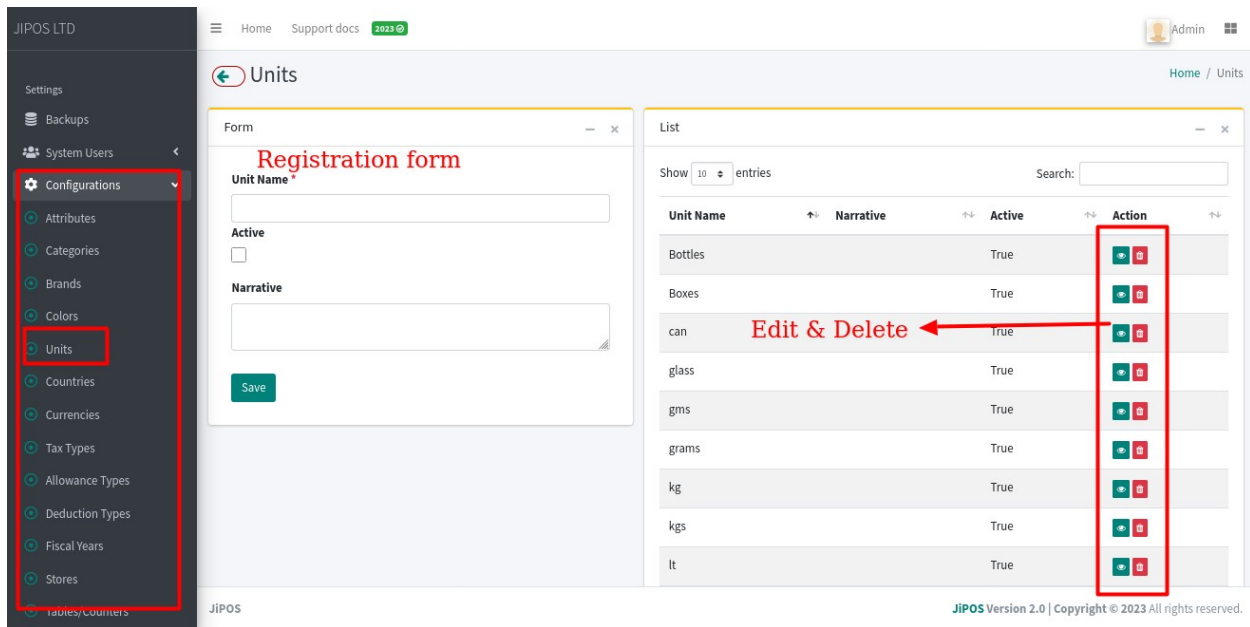 JIPOS LTD
Home Support docs 2023
Admin
Settings
Backups
System Users
Configurations
Attributes
Categories
Brands
Colors
Units
Countries
Currencies
Tax Types
Allowance Types
Deduction Types
Fiscal Years
Stores
Tables/Counters
Units
Home / Units
Form
Registration form
Unit Name *
Active
Narrative
Save
List
Show 10 entries
Search:
Unit Name Narrative Active Action
Bottles True
Boxes True
can True
Edit & Delete
glass True
gms True
grams True
kg True
kgs True
lt True
JiPOS
JiPOS Version 2.0 | Copyright © 2023 All rights reserved.